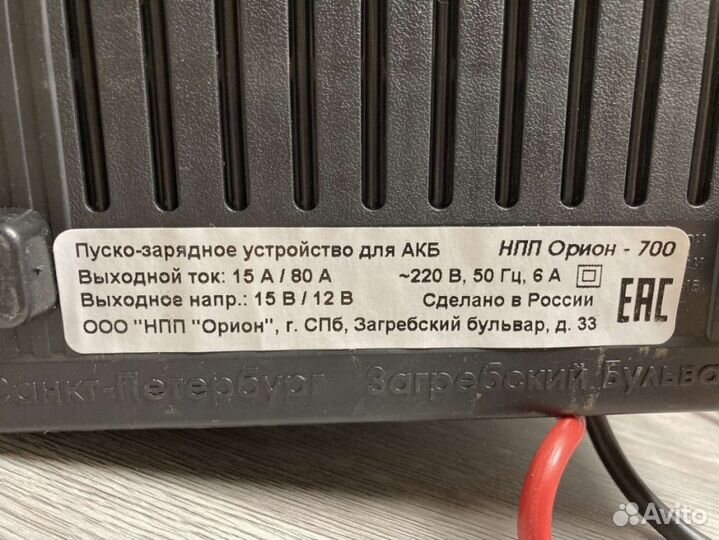 Пуско-зарядное устройство для АКБ НПП Орион - 700
Выходной ток: 15 А / 80 А ~220 В, 50 Гц, 6 А
Выходное напр.: 15 В / 12 В Сделано в России
ООО "НПП "Орион", г. СПб, Загребский бульвар, д. 33
ЕАС
Санкт-Петербург Загребский Бульва
Avito